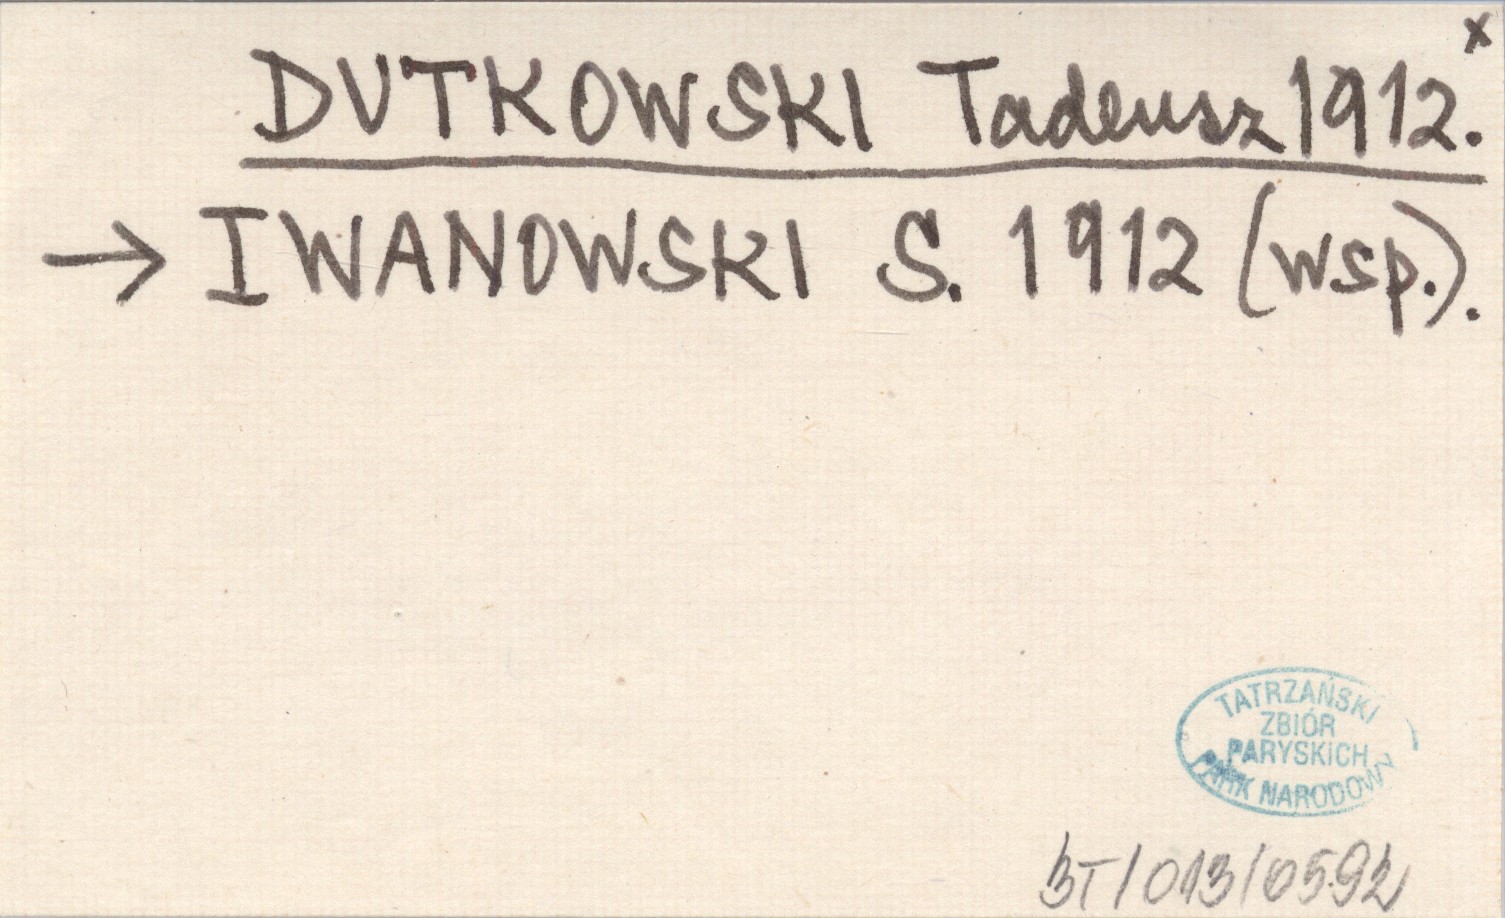 x
DUTKOWSKI Tadeusz 1912.
→ IWANOWSKI S. 1912 (wsp.).
TATRZAŃSKI
ZBIÓR
PARYSKICH
PARK NARODOWY
BT/013/0592